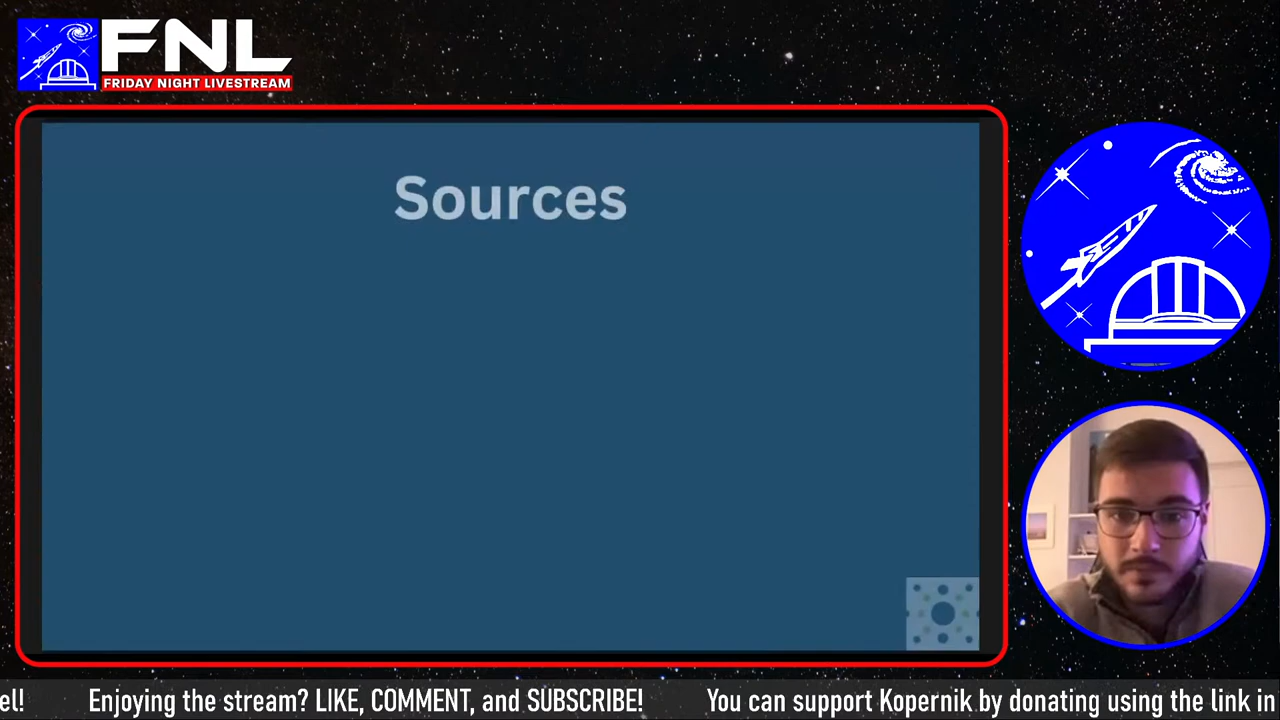 FNL
FRIDAY NIGHT LIVESTREAM
Sources
el! Enjoying the stream? LIKE, COMMENT, and SUBSCRIBE! You can support Kopernik by donating using the link in